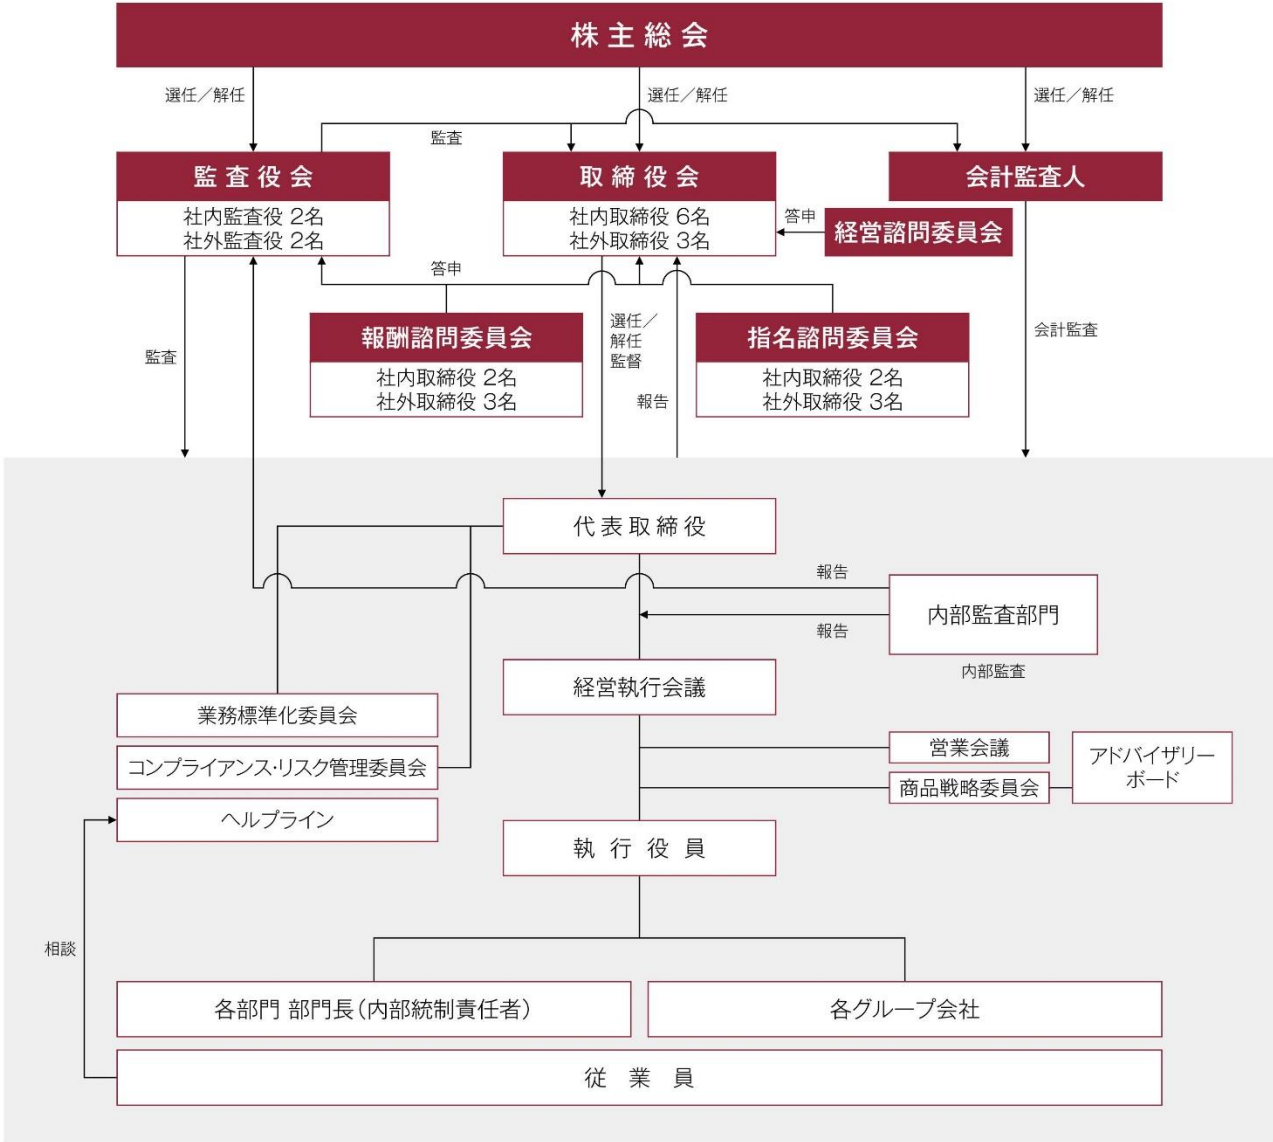 株主総会
選任／解任
選任／解任
選任／解任
監査
監査役会
社内監査役 2名
社外監査役 2名
取締役会
社内取締役 6名
社外取締役 3名
会計監査人
答申
経営諮問委員会
答申
報酬諮問委員会
社内取締役 2名
社外取締役 3名
選任／
解任
監督
指名諮問委員会
社内取締役 2名
社外取締役 3名
監査
報告
会計監査
代表取締役
報告
報告
内部監査部門
内部監査
経営執行会議
業務標準化委員会
コンプライアンス・リスク管理委員会
ヘルプライン
営業会議
商品戦略委員会
アドバイザリー
ボード
執行役員
相談
各部門 部門長（内部統制責任者）
各グループ会社
従業員